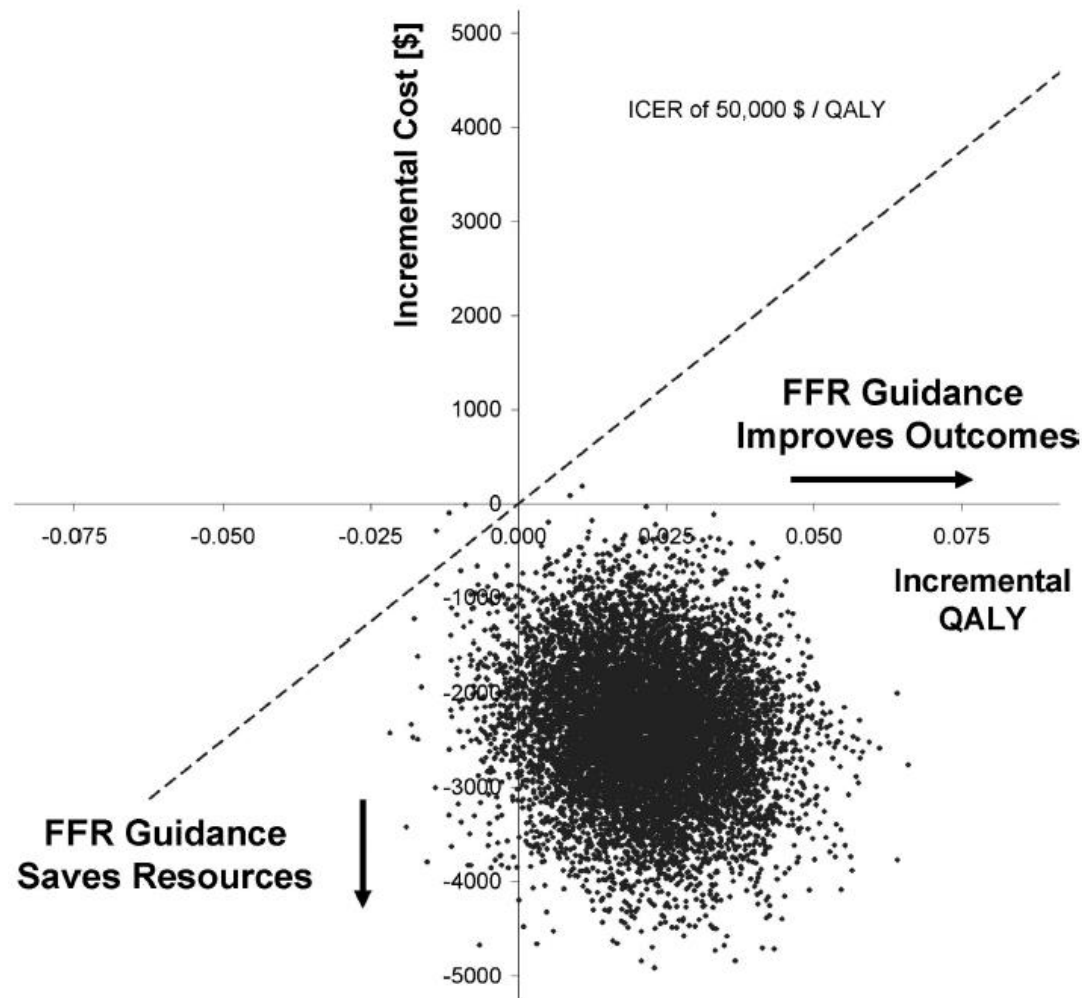 Incremental Cost [$]
5000
ICER of 50,000 $ / QALY
4000
3000
2000
FFR Guidance
Improves Outcomes
1000
0
-0.075
-0.050
-0.025
0.000
0.025
0.050
0.075
Incremental
QALY
-1000
-2000
-3000
FFR Guidance
Saves Resources
-4000
-5000